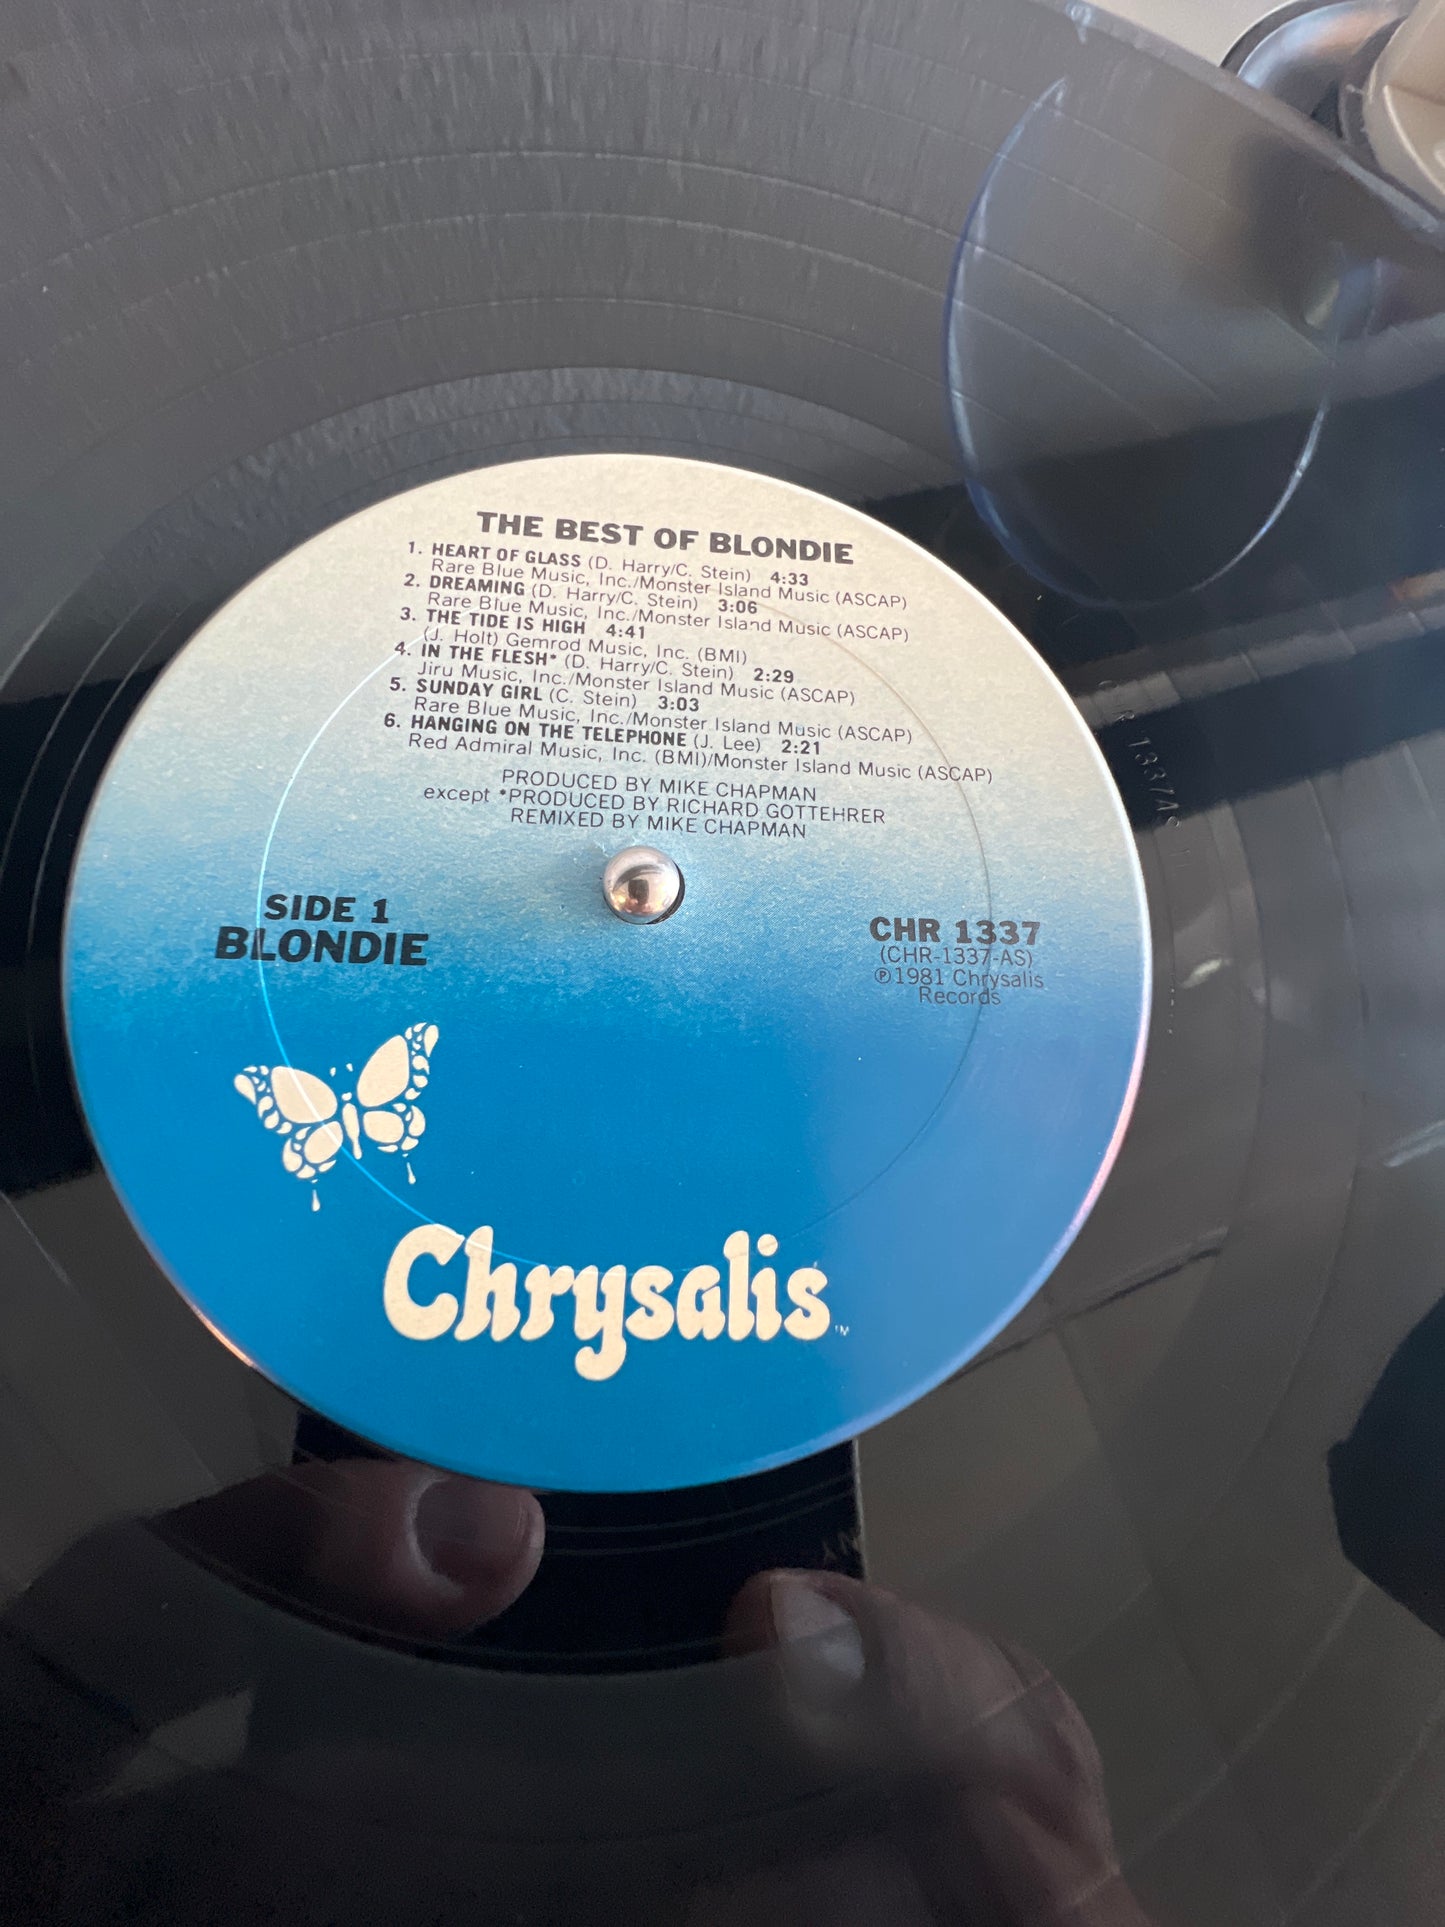 THE BEST OF BLONDIE
1. HEART OF GLASS (D. Harry/C. Stein) 4:33
Rare Blue Music, Inc./Monster Island Music (ASCAP)
2. DREAMING (D. Harry/C. Stein) 3:06
Rare Blue Music, Inc./Monster Island Music (ASCAP)
3. THE TIDE IS HIGH 4:41
(J. Holt) Gemrod Music, Inc. (BMI)
4. IN THE FLESH* (D. Harry/C. Stein) 2:29
Jiru Music, Inc./Monster Island Music (ASCAP)
5. SUNDAY GIRL (C. Stein) 3:03
Rare Blue Music, Inc./Monster Island Music (ASCAP)
6. HANGING ON THE TELEPHONE (J. Lee) 2:21
Red Admiral Music, Inc. (BMI)/Monster Island Music (ASCAP)
PRODUCED BY MIKE CHAPMAN
except *PRODUCED BY RICHARD GOTTEHRER
REMIXED BY MIKE CHAPMAN
SIDE 1
BLONDIE
CHR 1337
(CHR-1337-AS)
℗1981 Chrysalis
Records
Chrysalis™
1337AS